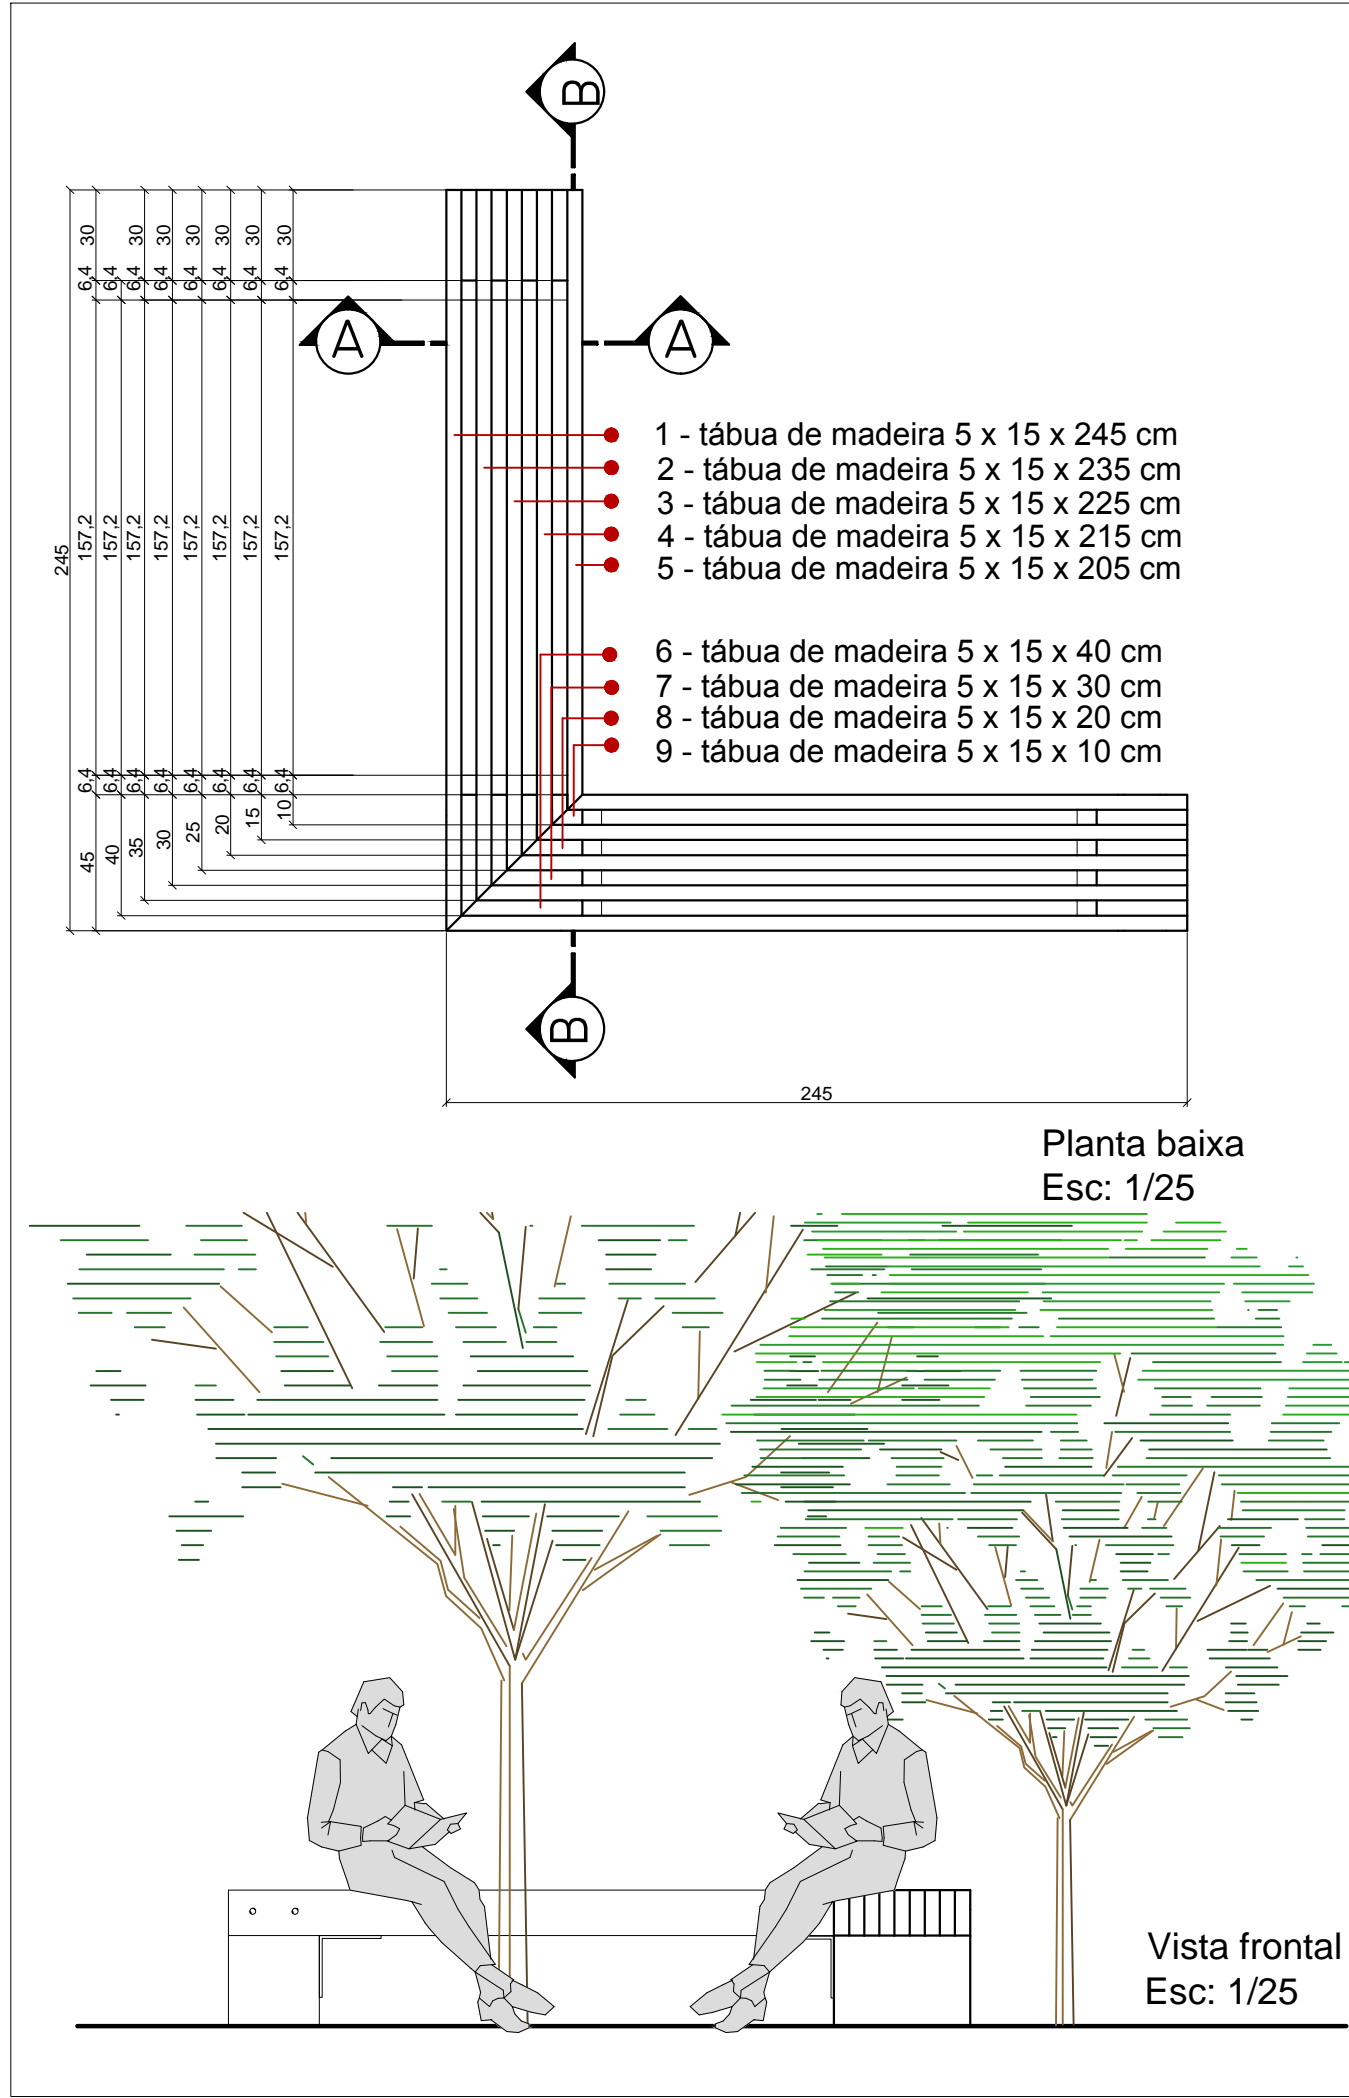 B
30 30 30 30 30 30 30
6,4 6,4 6,4 6,4 6,4 6,4 6,4 6,4
A A
1 - tábua de madeira 5 x 15 x 245 cm
2 - tábua de madeira 5 x 15 x 235 cm
3 - tábua de madeira 5 x 15 x 225 cm
4 - tábua de madeira 5 x 15 x 215 cm
5 - tábua de madeira 5 x 15 x 205 cm
245 157,2 157,2 157,2 157,2 157,2 157,2 157,2 157,2
6 - tábua de madeira 5 x 15 x 40 cm
7 - tábua de madeira 5 x 15 x 30 cm
8 - tábua de madeira 5 x 15 x 20 cm
9 - tábua de madeira 5 x 15 x 10 cm
6,4 6,4 6,4 6,4 6,4 6,4 6,4 6,4
45 40 35 30 25 20 15 10
B
245
Planta baixa
Esc: 1/25
Vista frontal
Esc: 1/25